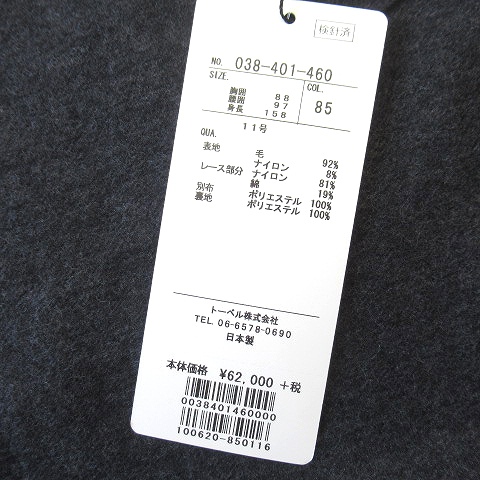 検針済
NO. 038-401-460
SIZE. COL.
胸囲 88
腰囲 97
身長 158
85
11号
QUA.
表地 毛 92%
ナイロン 8%
レース部分 ナイロン 81%
綿 19%
別布 ポリエステル 100%
裏地 ポリエステル 100%
トーベル株式会社
TEL. 06-6578-0690
日本製
本体価格 ¥62,000 +税
0038401460000
100620-850116